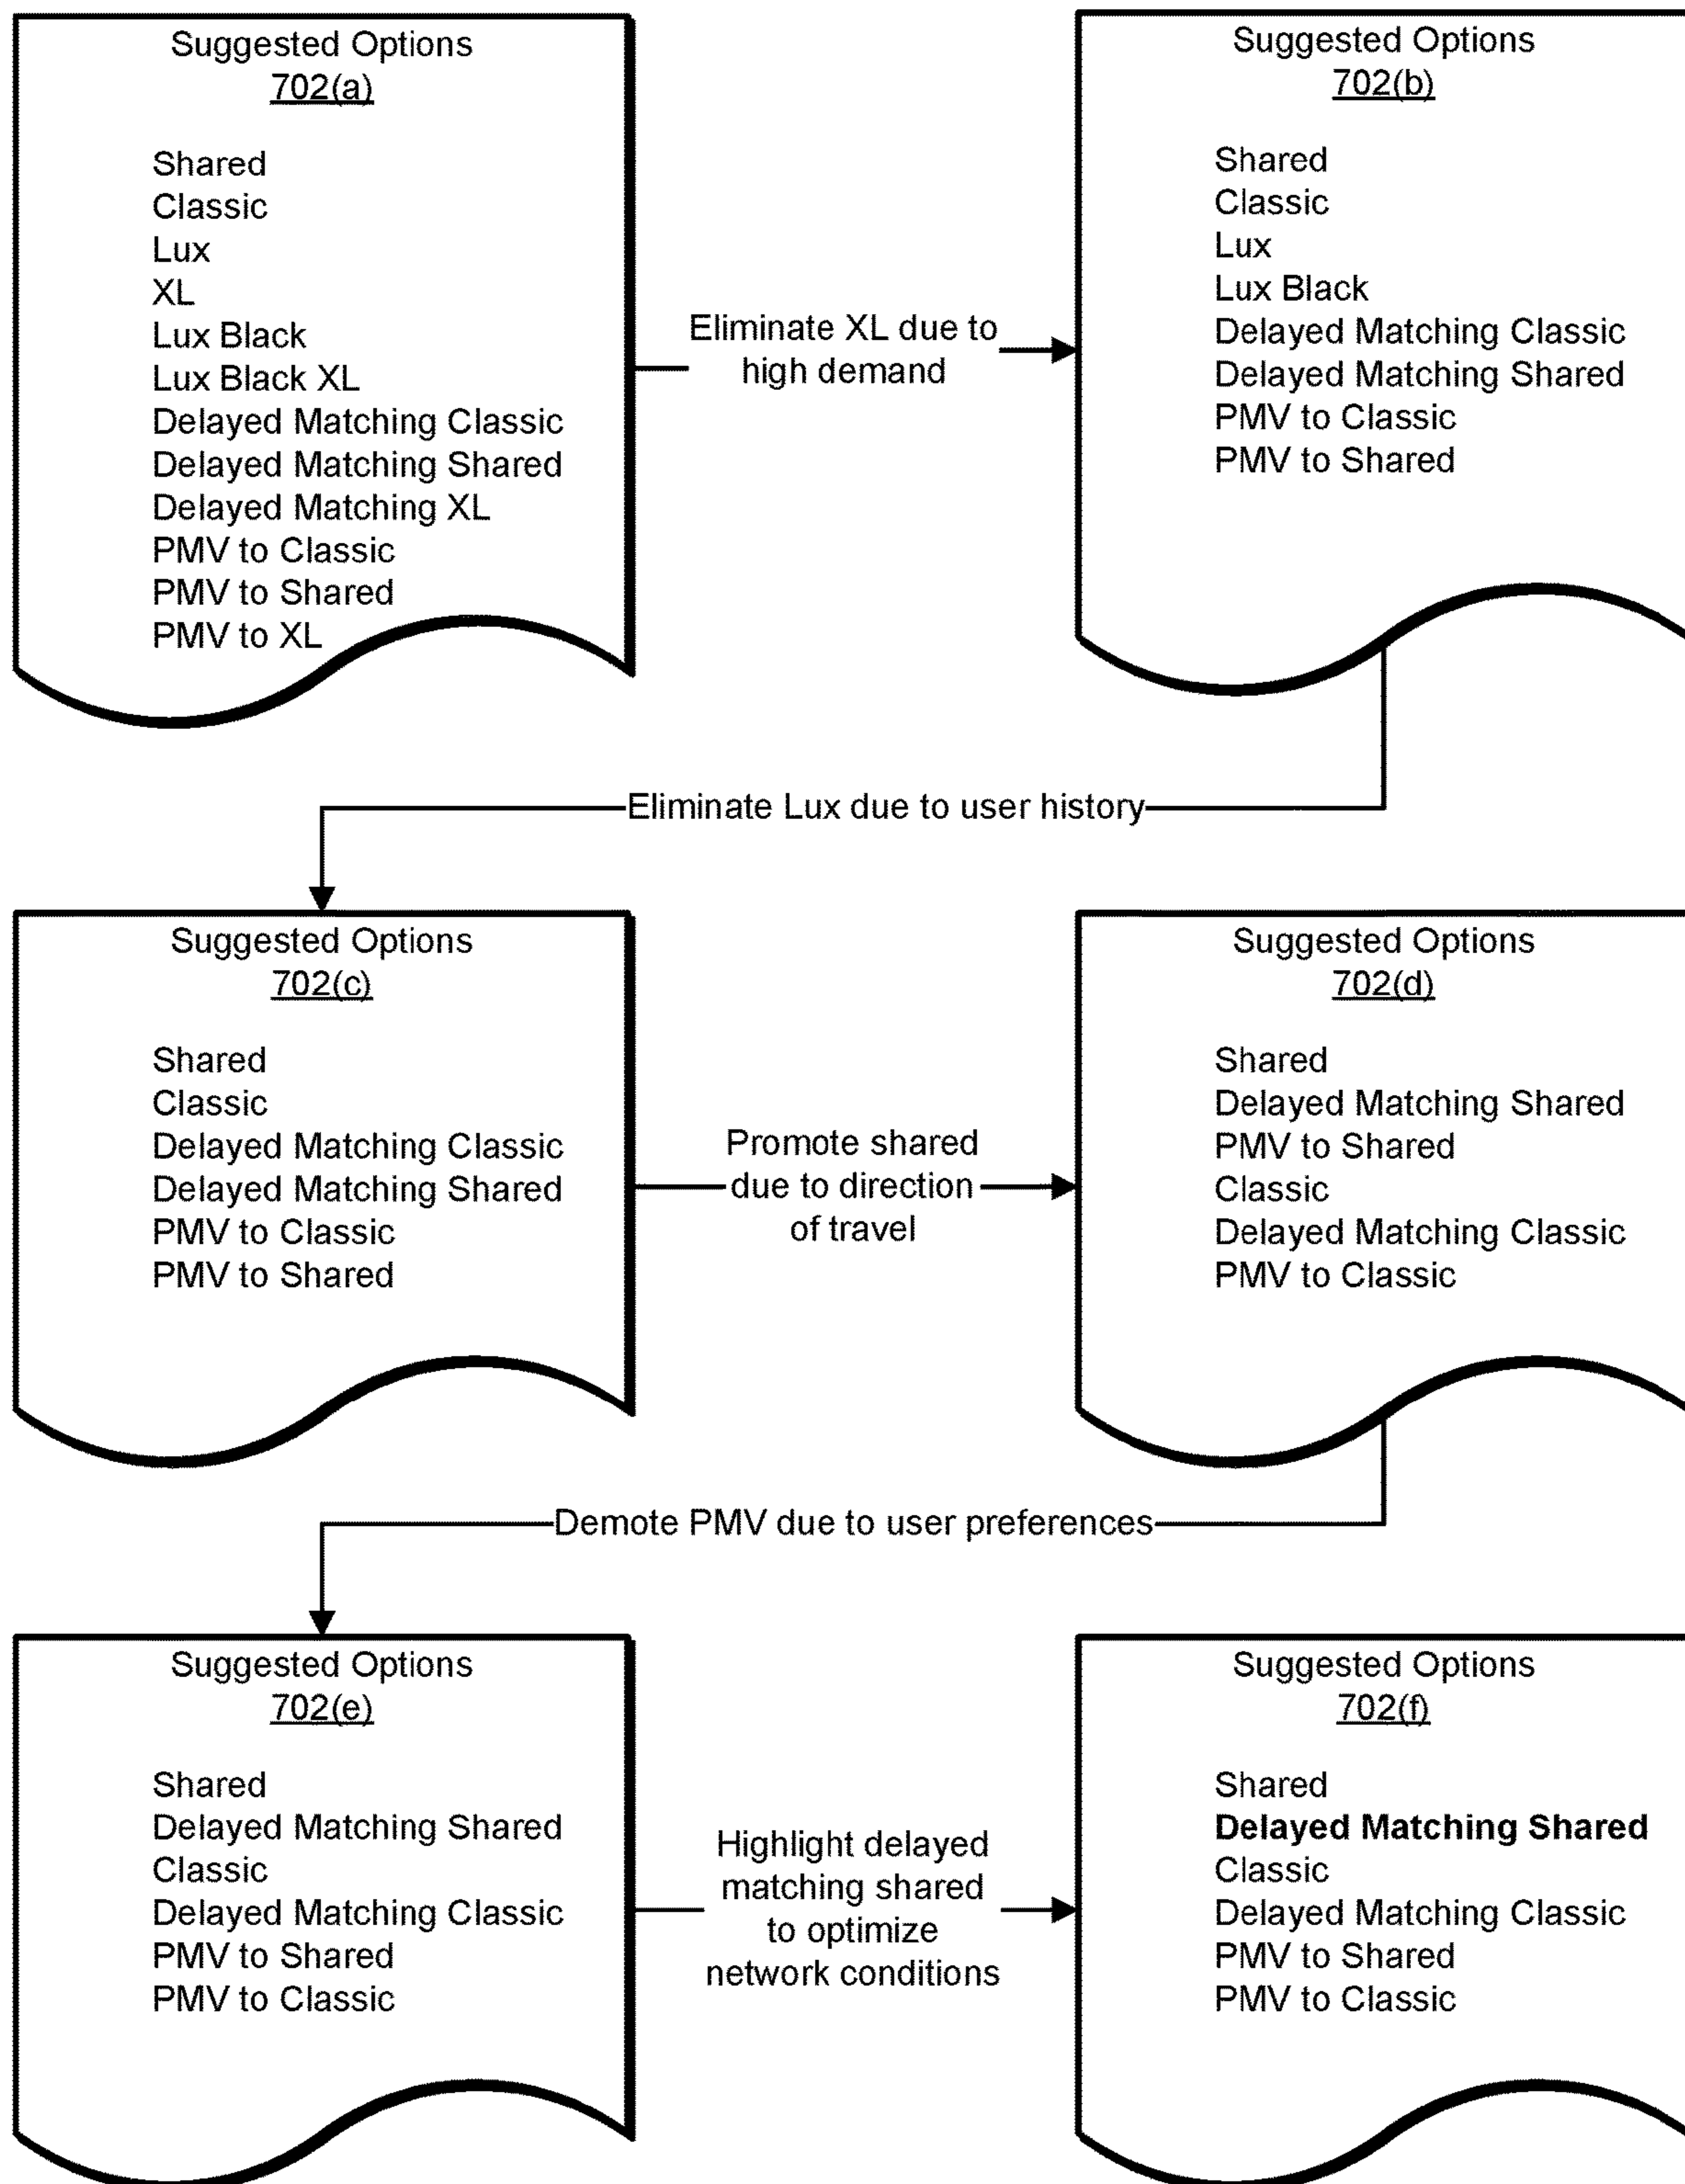 Suggested Options
702(a)
Shared
Classic
Lux
XL
Lux Black
Lux Black XL
Delayed Matching Classic
Delayed Matching Shared
Delayed Matching XL
PMV to Classic
PMV to Shared
PMV to XL
Eliminate XL due to
high demand
Suggested Options
702(b)
Shared
Classic
Lux
Lux Black
Delayed Matching Classic
Delayed Matching Shared
PMV to Classic
PMV to Shared
Eliminate Lux due to user history
Suggested Options
702(c)
Shared
Classic
Delayed Matching Classic
Delayed Matching Shared
PMV to Classic
PMV to Shared
Promote shared
due to direction
of travel
Suggested Options
702(d)
Shared
Delayed Matching Shared
PMV to Shared
Classic
Delayed Matching Classic
PMV to Classic
Demote PMV due to user preferences
Suggested Options
702(e)
Shared
Delayed Matching Shared
Classic
Delayed Matching Classic
PMV to Shared
PMV to Classic
Highlight delayed
matching shared
to optimize
network conditions
Suggested Options
702(f)
Shared
Delayed Matching Shared
Classic
Delayed Matching Classic
PMV to Shared
PMV to Classic